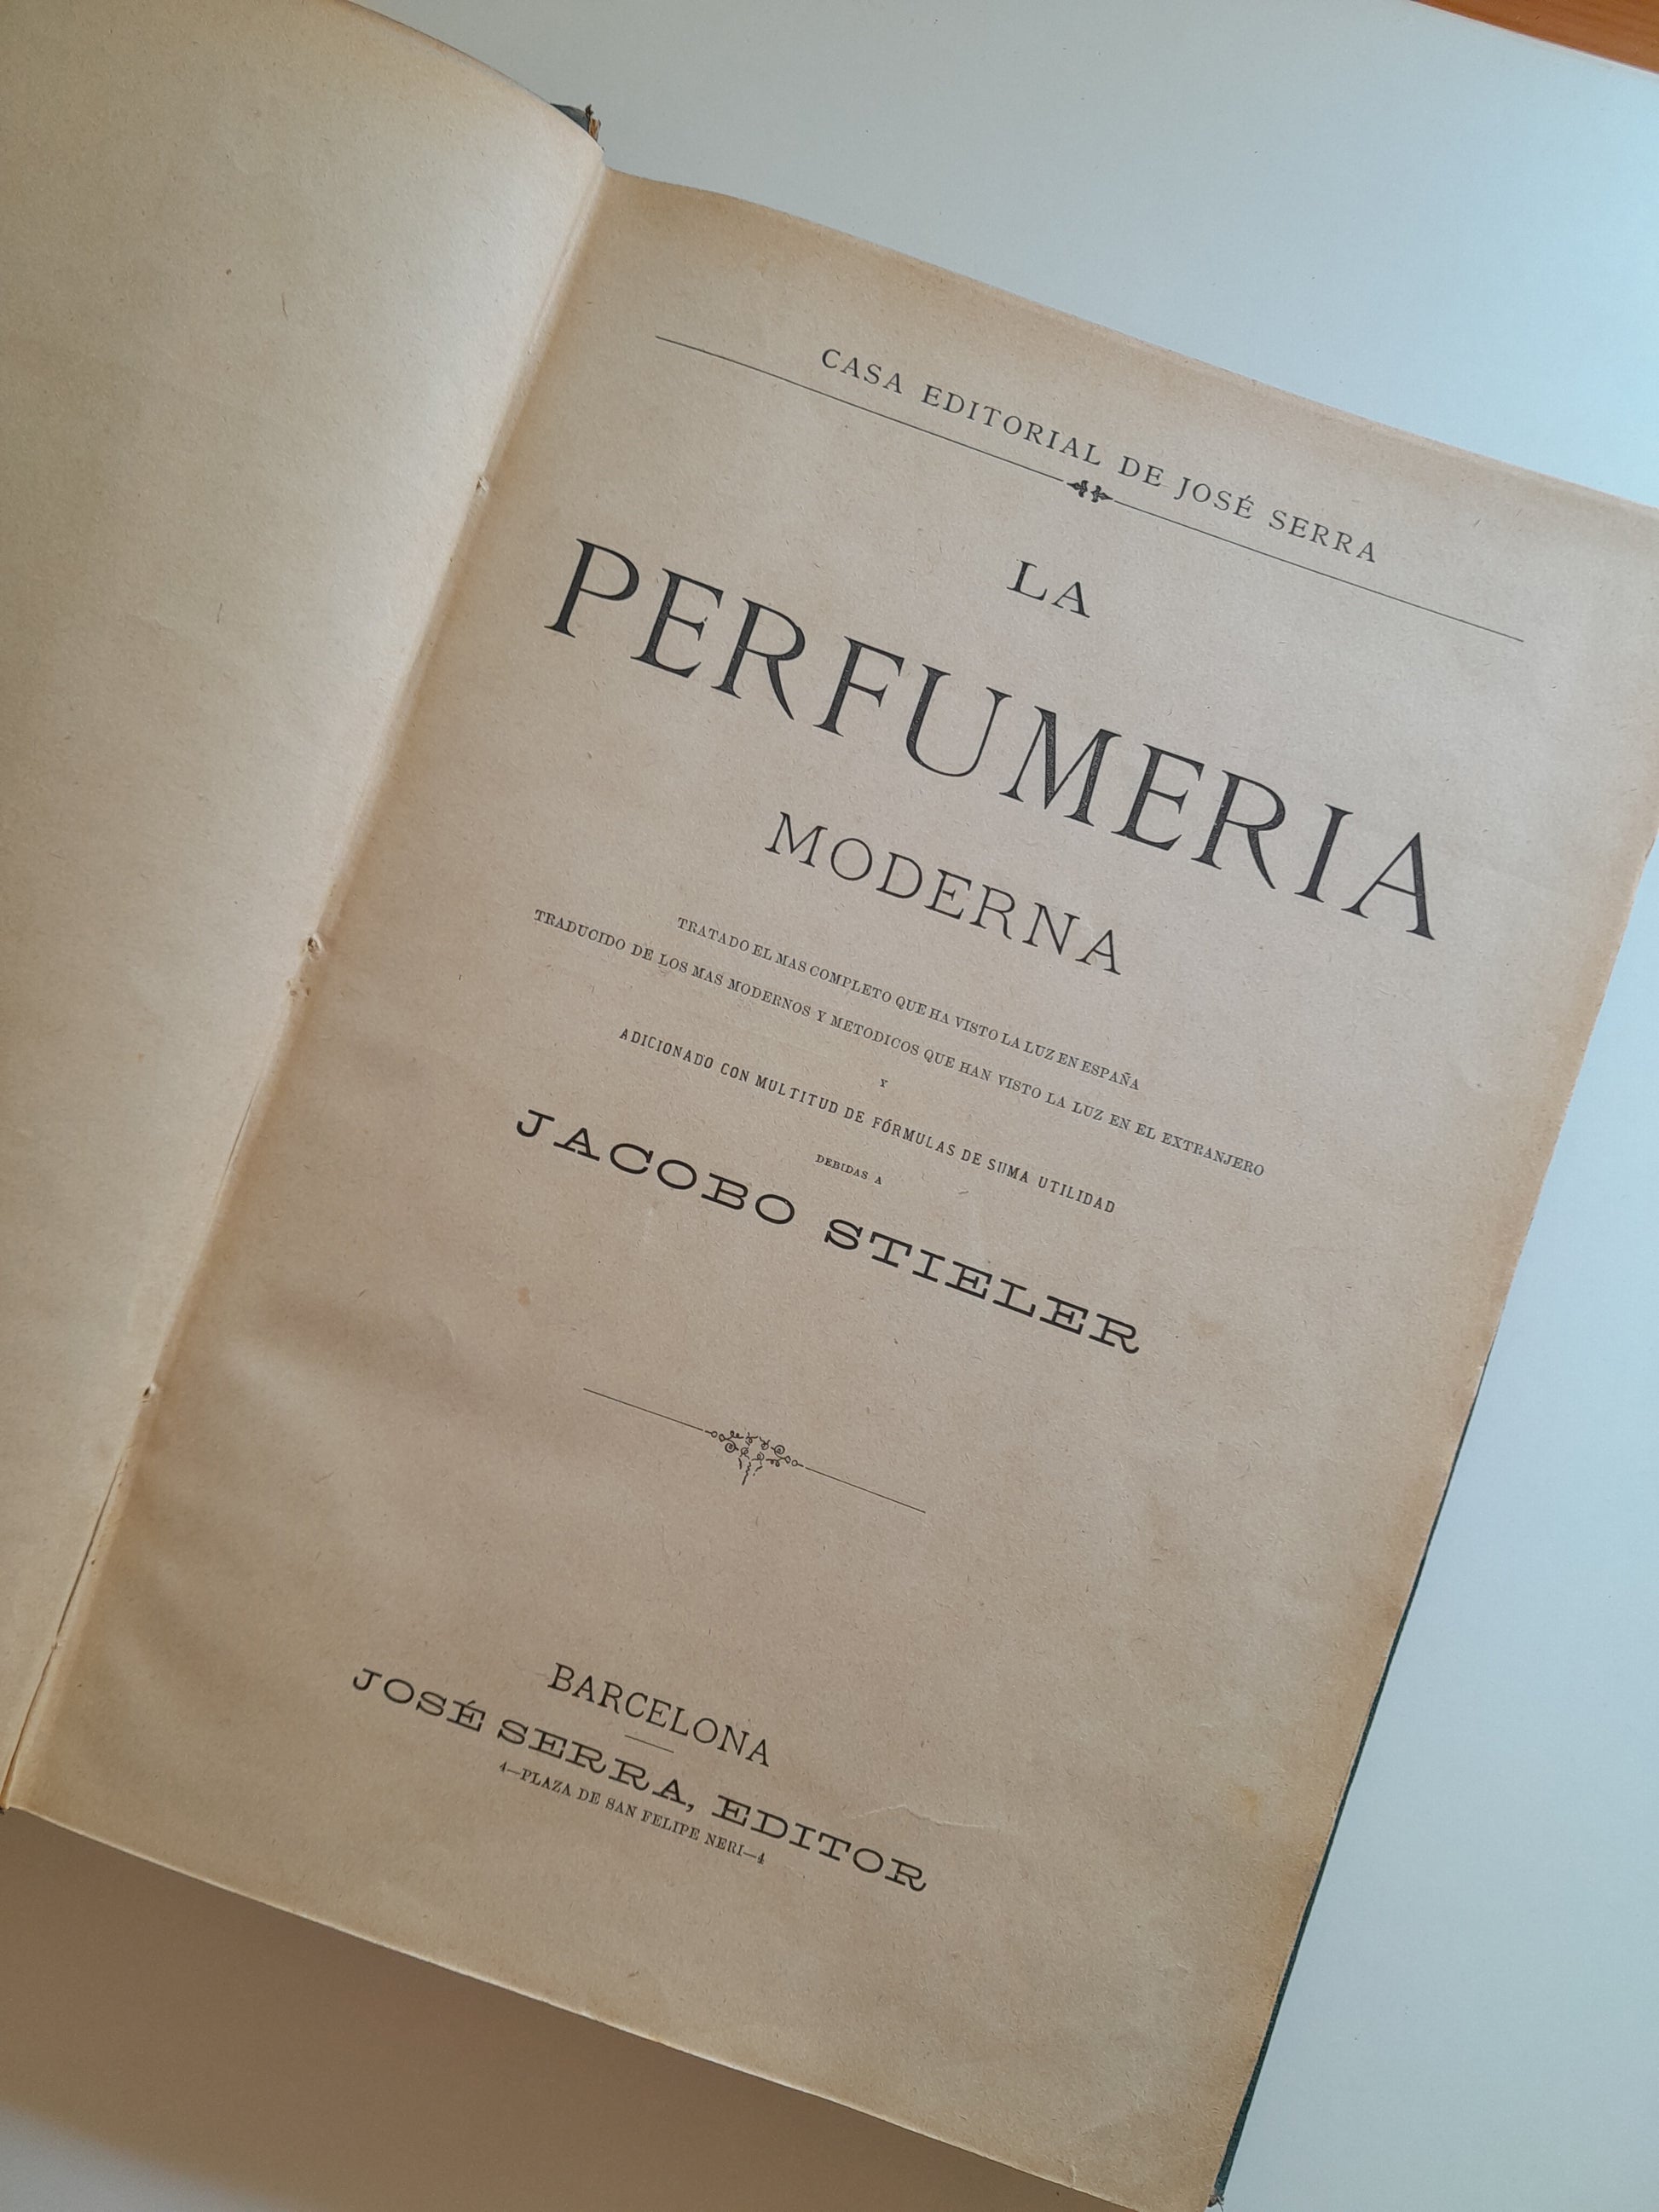 CASA EDITORIAL DE JOSÉ SERRA
LA
PERFUMERIA
MODERNA
TRATADO EL MAS COMPLETO QUE HA VISTO LA LUZ EN ESPAÑA
TRADUCIDO DE LOS MAS MODERNOS Y METODICOS QUE HAN VISTO LA LUZ EN EL EXTRANJERO
Y
ADICIONADO CON MULTITUD DE FÓRMULAS DE SUMA UTILIDAD
DEBIDAS A
JACOBO STIELER
BARCELONA
JOSÉ SERRA, EDITOR
4—PLAZA DE SAN FELIPE NERI—4